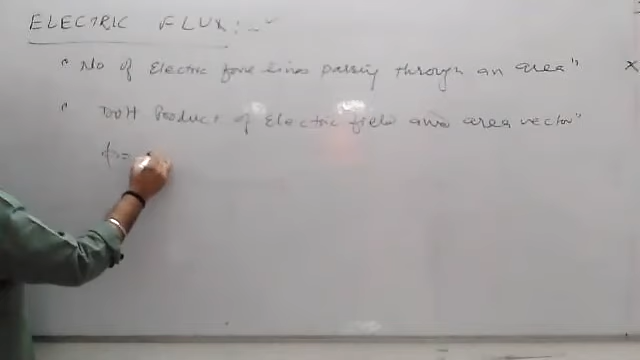 ELECTRIC FLUX :-
" No of Electric force lines passing through an area" x
" Dot Product of Electric field and area vector"
ϕ =